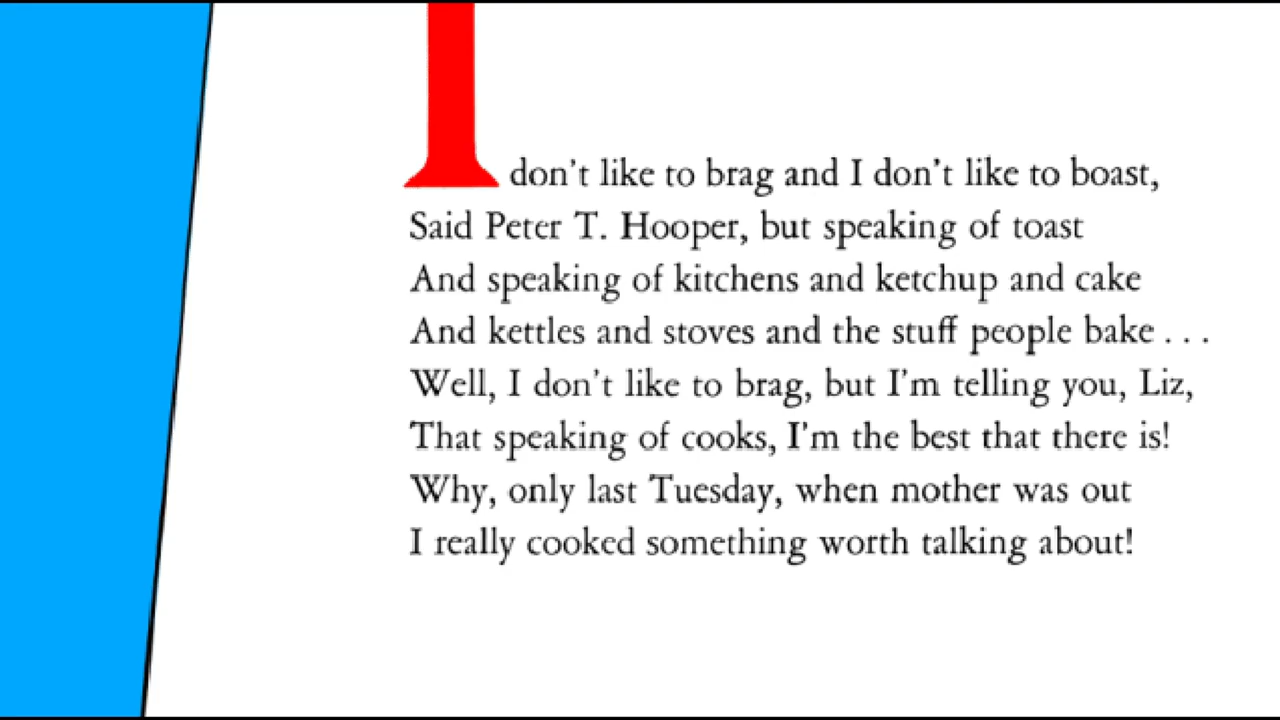 I don't like to brag and I don't like to boast,
Said Peter T. Hooper, but speaking of toast
And speaking of kitchens and ketchup and cake
And kettles and stoves and the stuff people bake . . .
Well, I don't like to brag, but I'm telling you, Liz,
That speaking of cooks, I'm the best that there is!
Why, only last Tuesday, when mother was out
I really cooked something worth talking about!